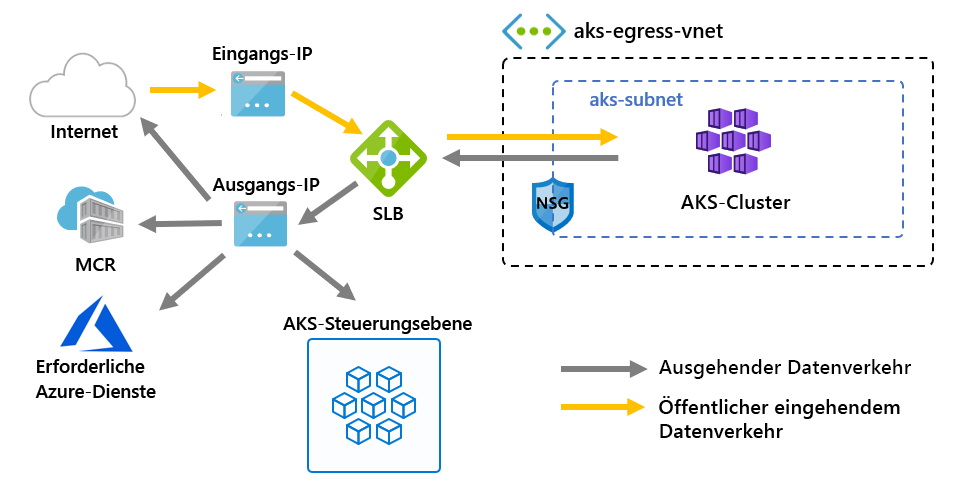 aks-egress-vnet
Eingangs-IP
aks-subnet
Internet
Ausgangs-IP
SLB
NSG
AKS-Cluster
MCR
AKS-Steuerungsebene
Erforderliche
Azure-Dienste
Ausgehender Datenverkehr
Öffentlicher eingehendem
Datenverkehr